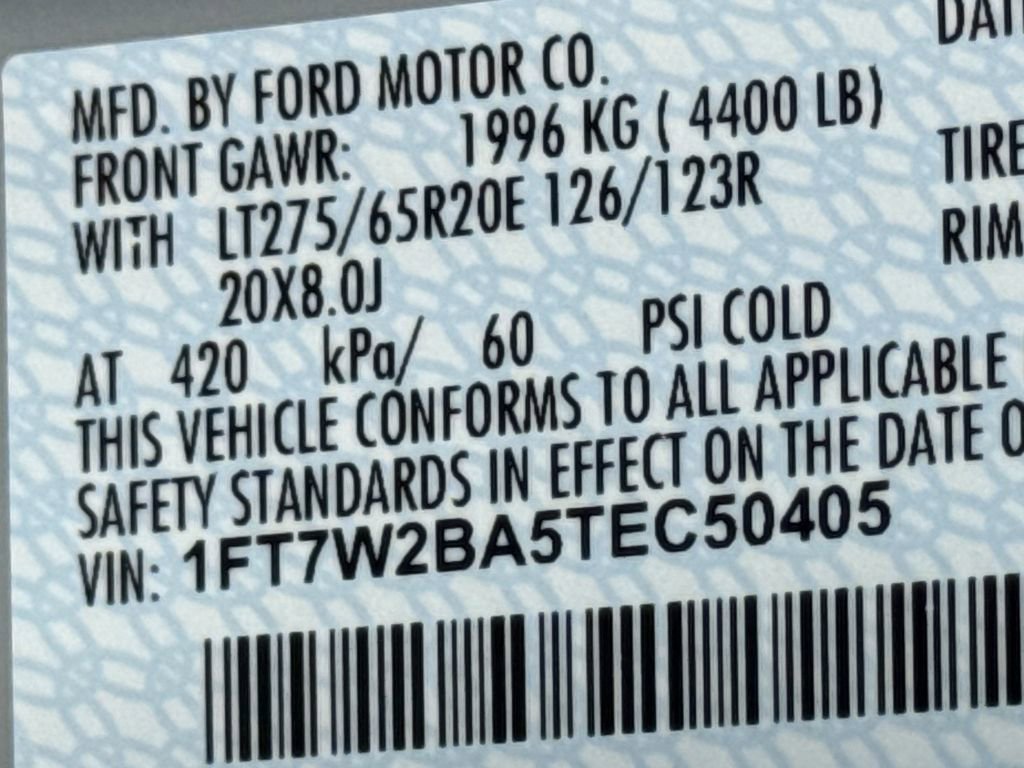 MFD. BY FORD MOTOR CO.
FRONT GAWR: 1996 KG ( 4400 LB)
WITH LT275/65R20E 126/123R
20X8.0J
AT 420 kPa/ 60 PSI COLD
THIS VEHICLE CONFORMS TO ALL APPLICABLE
SAFETY STANDARDS IN EFFECT ON THE DATE O
VIN: 1FT7W2BA5TEC50405
DAT
TIRE
RIM